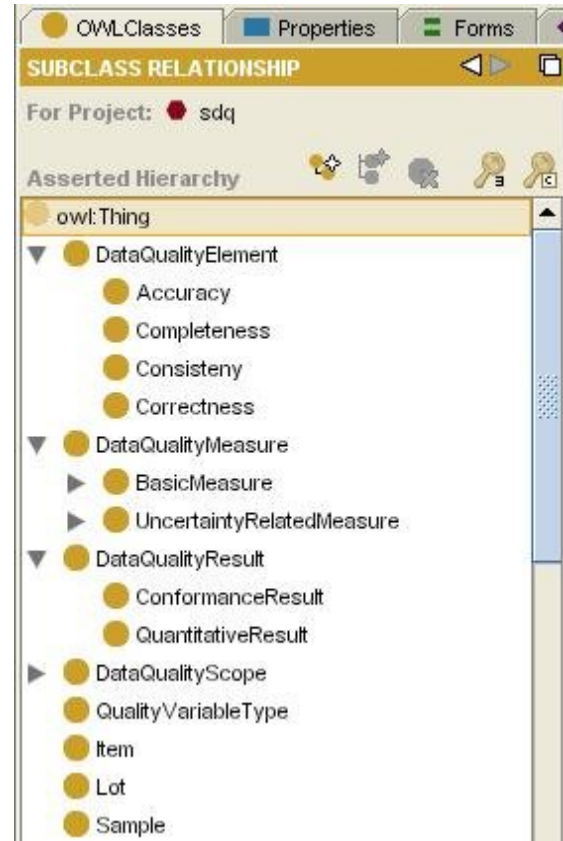 OWLClasses Properties Forms
SUBCLASS RELATIONSHIP
For Project: sdq
Asserted Hierarchy
owl:Thing
DataQualityElement
Accuracy
Completeness
Consisteny
Correctness
DataQualityMeasure
BasicMeasure
UncertaintyRelatedMeasure
DataQualityResult
ConformanceResult
QuantitativeResult
DataQualityScope
QualityVariableType
Item
Lot
Sample